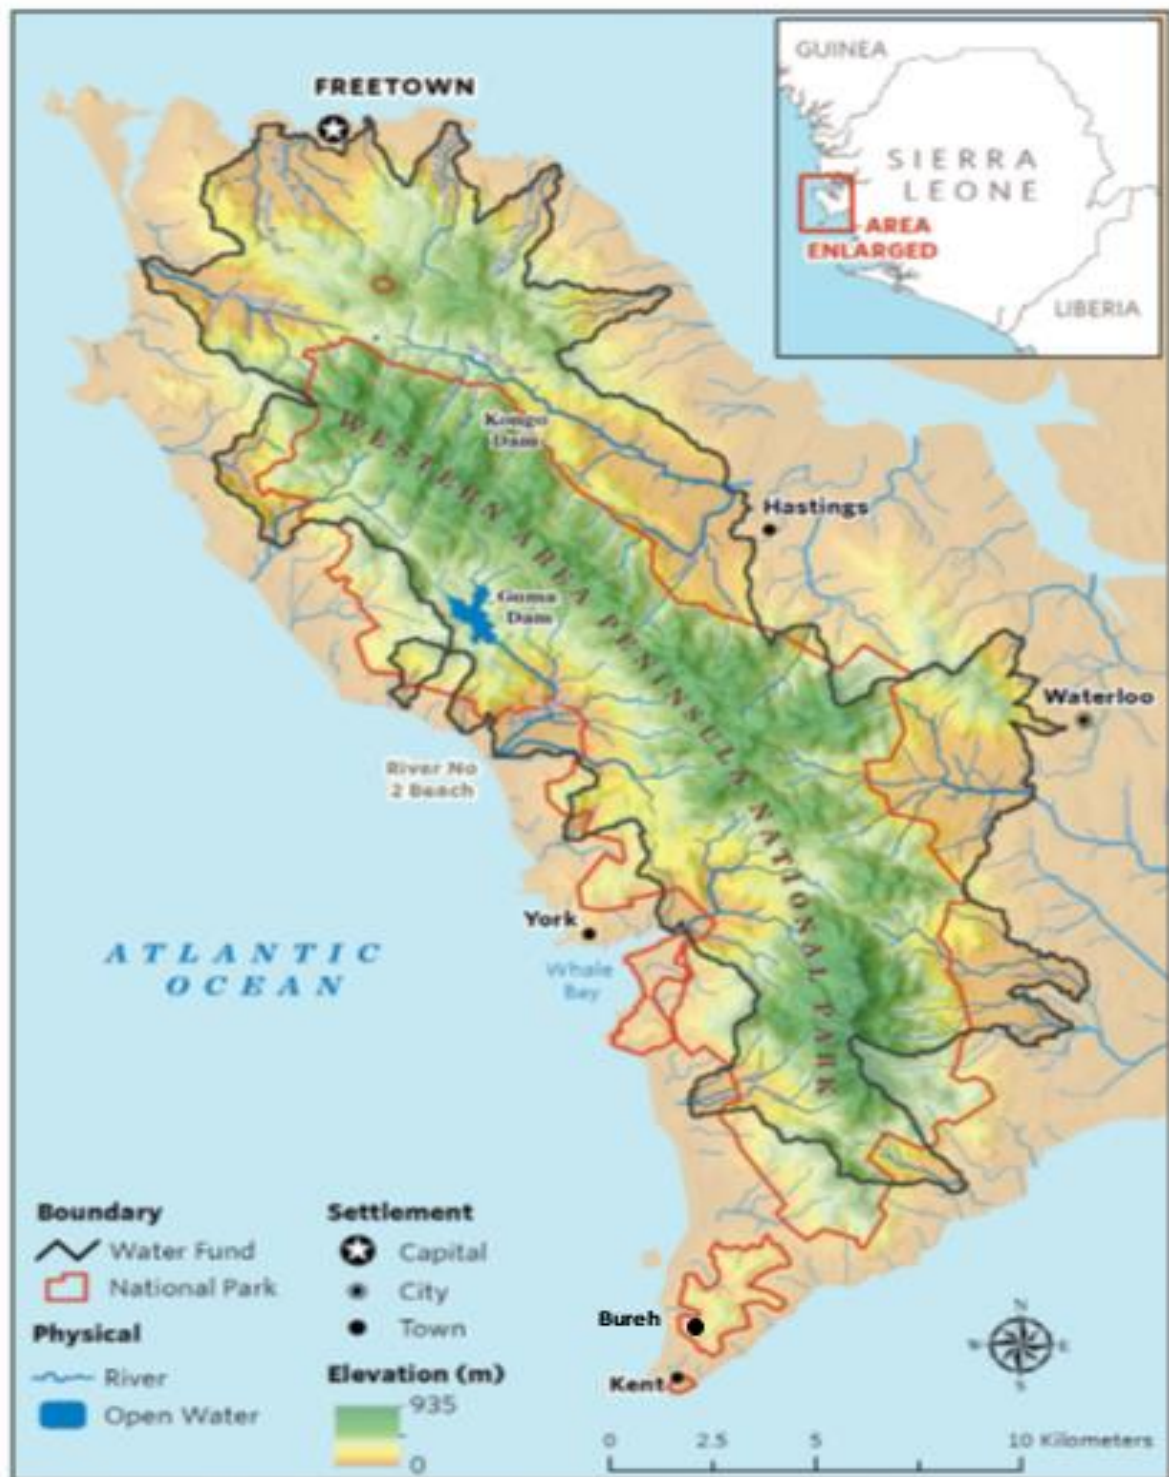 FREETOWN
GUINEA
SIERRA
LEONE
AREA
ENLARGED
LIBERIA
Kongo
Dam
WESTERN AREA PENINSULA NATIONAL PARK
Hastings
Guma
Dam
Waterloo
River No
2 Beach
York
Whale
Bay
ATLANTIC
OCEAN
Boundary
Water Fund
National Park
Physical
River
Open Water
Settlement
Capital
City
Town
Elevation (m)
935
0
Bureh
Kent
N
W
E
S
0
2.5
5
10 Kilometers